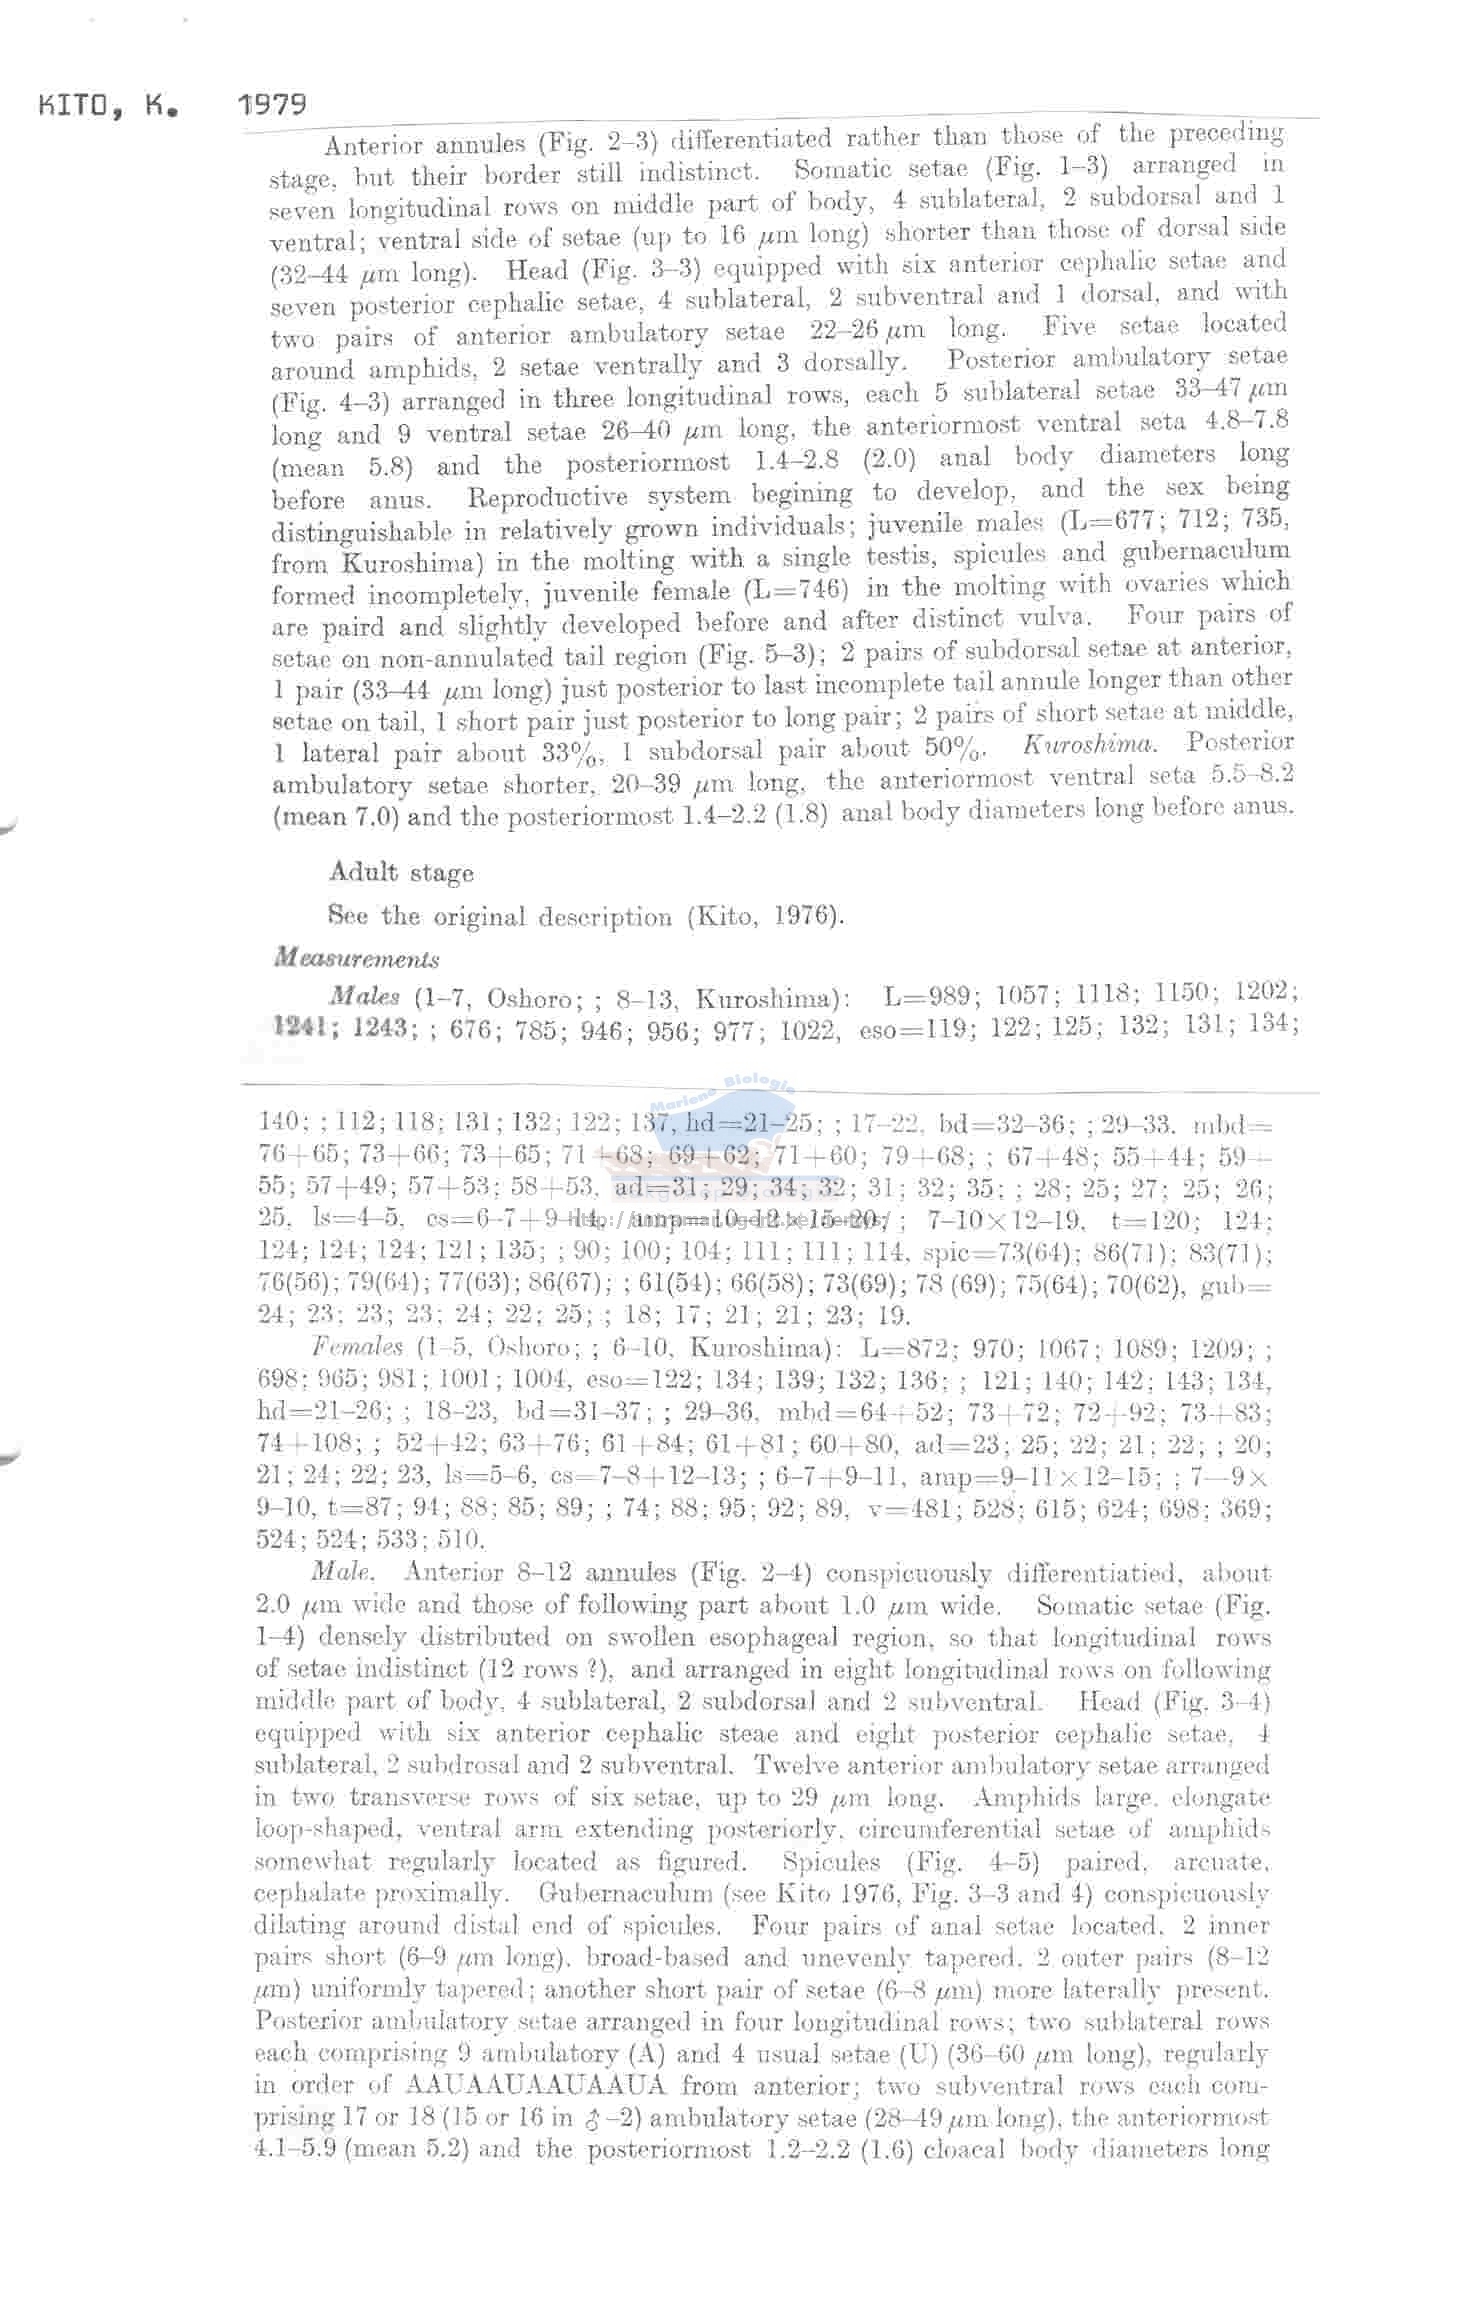 KITO, K. 1979
Anterior annules (Fig. 2–3) differentiated rather than those of the preceding
stage, but their border still indistinct. Somatic setae (Fig. 1–3) arranged in
seven longitudinal rows on middle part of body, 4 sublateral, 2 subdorsal and 1
ventral; ventral side of setae (up to 16 μm long) shorter than those of dorsal side
(32–44 μm long). Head (Fig. 3–3) equipped with six anterior cephalic setae and
seven posterior cephalic setae, 4 sublateral, 2 subventral and 1 dorsal, and with
two pairs of anterior ambulatory setae 22–26 μm long. Five setae located
around amphids, 2 setae ventrally and 3 dorsally. Posterior ambulatory setae
(Fig. 4–3) arranged in three longitudinal rows, each 5 sublateral setae 33–47 μm
long and 9 ventral setae 26–40 μm long, the anteriormost ventral seta 4.8–7.8
(mean 5.8) and the posteriormost 1.4–2.8 (2.0) anal body diameters long
before anus. Reproductive system begining to develop, and the sex being
distinguishable in relatively grown individuals; juvenile males (L=677; 712; 735,
from Kuroshima) in the molting with a single testis, spicules and gubernaculum
formed incompletely, juvenile female (L=746) in the molting with ovaries which
are paird and slightly developed before and after distinct vulva. Four pairs of
setae on non-annulated tail region (Fig. 5–3); 2 pairs of subdorsal setae at anterior,
1 pair (33–44 μm long) just posterior to last incomplete tail annule longer than other
setae on tail, 1 short pair just posterior to long pair; 2 pairs of short setae at middle,
1 lateral pair about 33%, 1 subdorsal pair about 50%. Kuroshima. Posterior
ambulatory setae shorter, 20–39 μm long, the anteriormost ventral seta 5.5–8.2
(mean 7.0) and the posteriormost 1.4–2.2 (1.8) anal body diameters long before anus.
Adult stage
See the original description (Kito, 1976).
Measurements
Males (1–7, Oshoro; ; 8–13, Kuroshima): L=989; 1057; 1118; 1150; 1202;
1241; 1243; ; 676; 785; 946; 956; 977; 1022, eso=119; 122; 125; 132; 131; 134;
140; ; 112; 118; 131; 132; 122; 137, hd=21–25; ; 17–22, bd=32–36; ; 29–33. mbd=
76+65; 73+66; 73+65; 71+68; 69+62; 71+60; 79+68; ; 67+48; 55+44; 59+
55; 57+49; 57+53; 58+53, ad=31; 29; 34; 32; 31; 32; 35; ; 28; 25; 27; 25; 26;
25, ls=4–5, cs=6–7+9–14, amp=10–12×15–20; ; 7–10×12–19, t=120; 124;
124; 124; 124; 121; 135; ; 90; 100; 104; 111; 111; 114, spic=73(64); 86(71); 83(71);
76(56); 79(64); 77(63); 86(67); ; 61(54); 66(58); 73(69); 78 (69); 75(64); 70(62), gub=
24; 23; 23; 23; 24; 22; 25; ; 18; 17; 21; 21; 23; 19.
Females (1–5, Oshoro; ; 6–10, Kuroshima): L=872; 970; 1067; 1089; 1209; ;
698; 965; 981; 1001; 1004, eso=122; 134; 139; 132; 136; ; 121; 140; 142; 143; 134,
hd=21–26; ; 18–23, bd=31–37; ; 29–36, mbd=64+52; 73+72; 72+92; 73+83;
74+108; ; 52+42; 63+76; 61+84; 61+81; 60+80, ad=23; 25; 22; 21; 22; ; 20;
21; 24; 22; 23, ls=5–6, cs=7–8+12–13; ; 6–7+9–11, amp=9–11×12–15; ; 7–9×
9–10, t=87; 94; 88; 85; 89; ; 74; 88; 95; 92; 89, v=481; 528; 615; 624; 698; 369;
524; 524; 533; 510.
Male. Anterior 8–12 annules (Fig. 2–4) conspicuously differentiatied, about
2.0 μm wide and those of following part about 1.0 μm wide. Somatic setae (Fig.
1–4) densely distributed on swollen esophageal region, so that longitudinal rows
of setae indistinct (12 rows ?), and arranged in eight longitudinal rows on following
middle part of body, 4 sublateral, 2 subdorsal and 2 subventral. Head (Fig. 3–4)
equipped with six anterior cephalic steae and eight posterior cephalic setae, 4
sublateral, 2 subdrosal and 2 subventral. Twelve anterior ambulatory setae arranged
in two transverse rows of six setae, up to 29 μm long. Amphids large, elongate
loop-shaped, ventral arm extending posteriorly, circumferential setae of amphids
somewhat regularly located as figured. Spicules (Fig. 4–5) paired, arcuate,
cephalate proximally. Gubernaculum (see Kito 1976, Fig. 3–3 and 4) conspicuously
dilating around distal end of spicules. Four pairs of anal setae located, 2 inner
pairs short (6–9 μm long), broad-based and unevenly tapered, 2 outer pairs (8–12
μm) uniformly tapered; another short pair of setae (6–8 μm) more laterally present.
Posterior ambulatory setae arranged in four longitudinal rows; two sublateral rows
each comprising 9 ambulatory (A) and 4 usual setae (U) (36–60 μm long), regularly
in order of AAUAAUAAUAAUA from anterior; two subventral rows each com-
prising 17 or 18 (15 or 16 in ♂–2) ambulatory setae (28–49 μm long), the anteriormost
4.1–5.9 (mean 5.2) and the posteriormost 1.2–2.2 (1.6) cloacal body diameters long